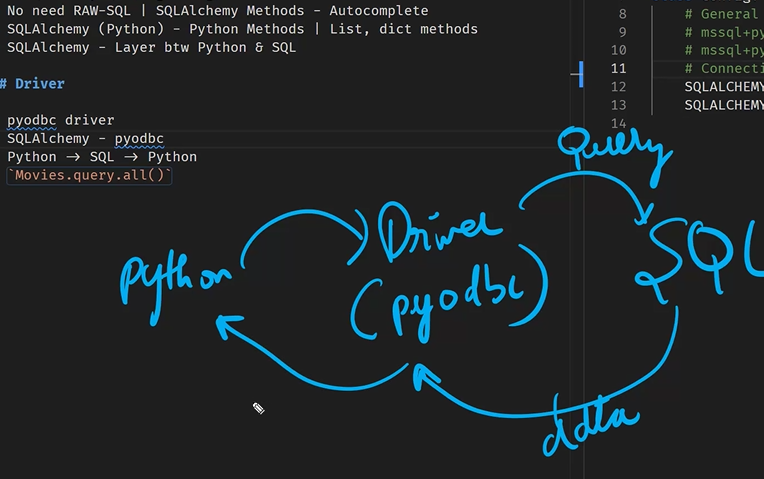 No need RAW-SQL | SQLAlchemy Methods - Autocomplete
SQLAlchemy (Python) - Python Methods | List, dict methods
SQLAlchemy - Layer btw Python & SQL
# Driver
pyodbc driver
SQLAlchemy - pyodbc
Python → SQL → Python
`Movies.query.all()`
8 # General
9 # mssql+py
10 # mssql+py
11 # Connecti
12 SQLALCHEMY
13 SQLALCHEMY
14
Query
Python
Driver
(pyodbc)
SQL
data